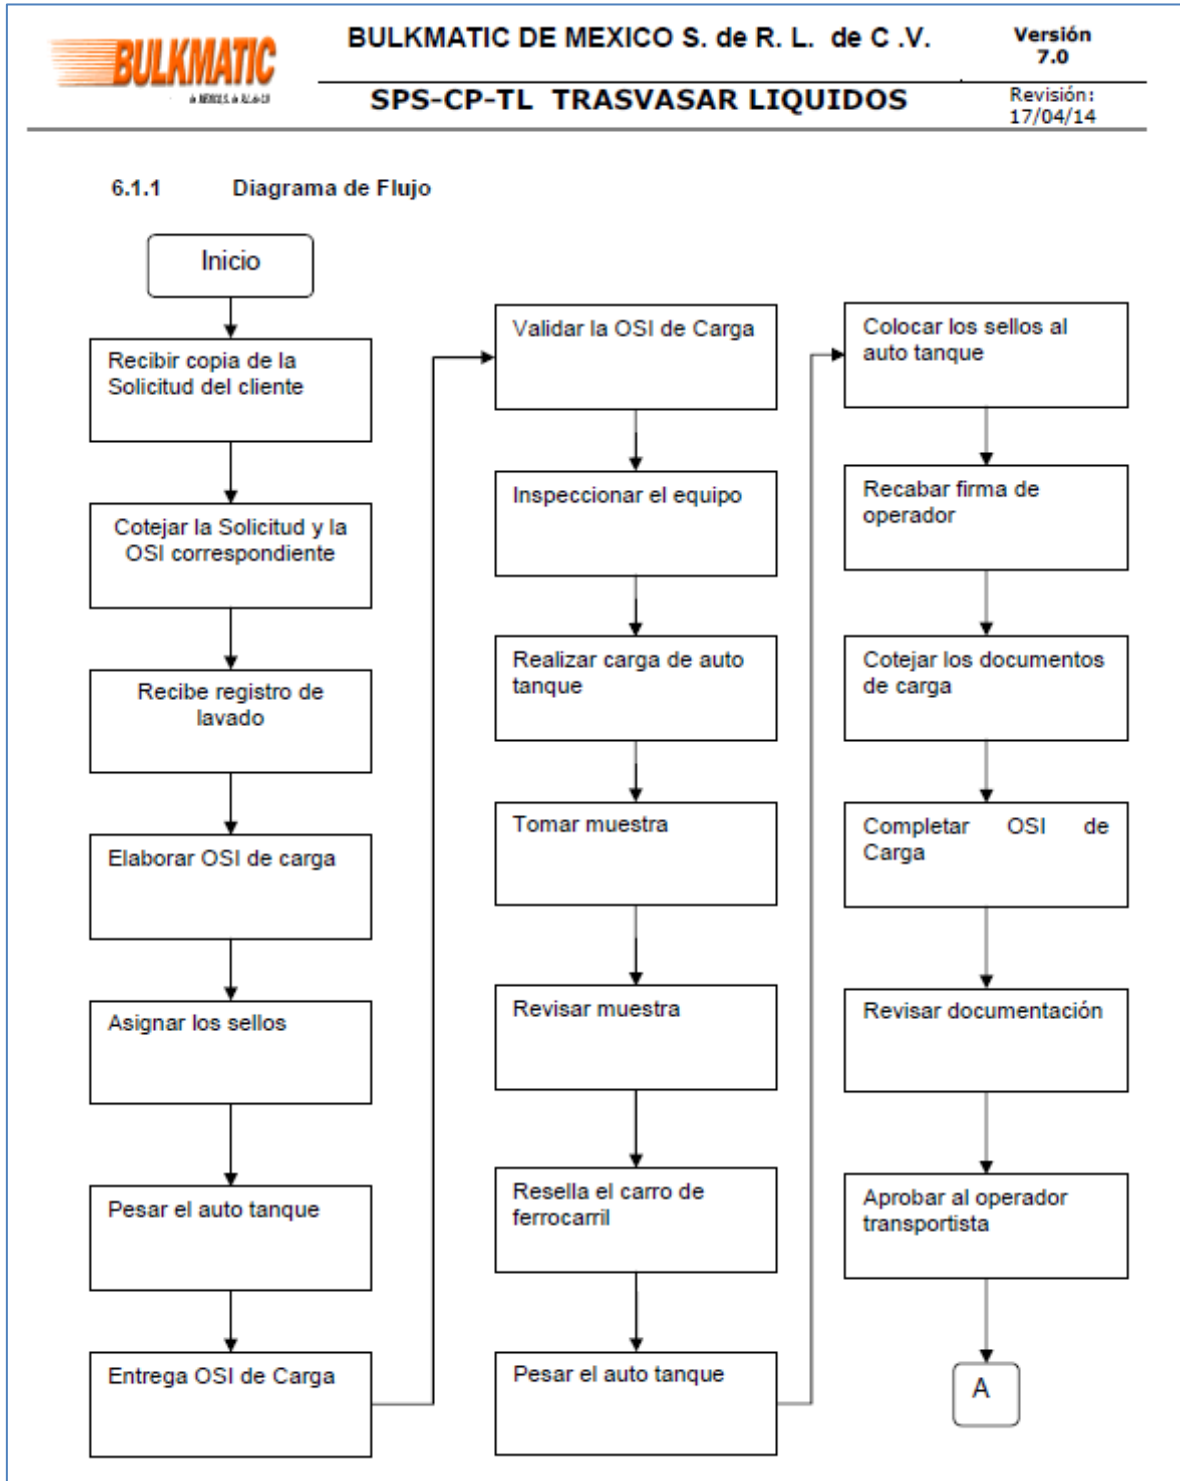 BULKMATIC
de MEXICO, S. de R.L. de C.V.
BULKMATIC DE MEXICO S. de R. L. de C .V.
Versión
7.0
SPS-CP-TL TRASVASAR LIQUIDOS
Revisión:
17/04/14
6.1.1 Diagrama de Flujo
Inicio
Recibir copia de la
Solicitud del cliente
Cotejar la Solicitud y la
OSI correspondiente
Recibe registro de
lavado
Elaborar OSI de carga
Asignar los sellos
Pesar el auto tanque
Entrega OSI de Carga
Validar la OSI de Carga
Inspeccionar el equipo
Realizar carga de auto
tanque
Tomar muestra
Revisar muestra
Resella el carro de
ferrocarril
Pesar el auto tanque
Colocar los sellos al
auto tanque
Recabar firma de
operador
Cotejar los documentos
de carga
Completar OSI de
Carga
Revisar documentación
Aprobar al operador
transportista
A